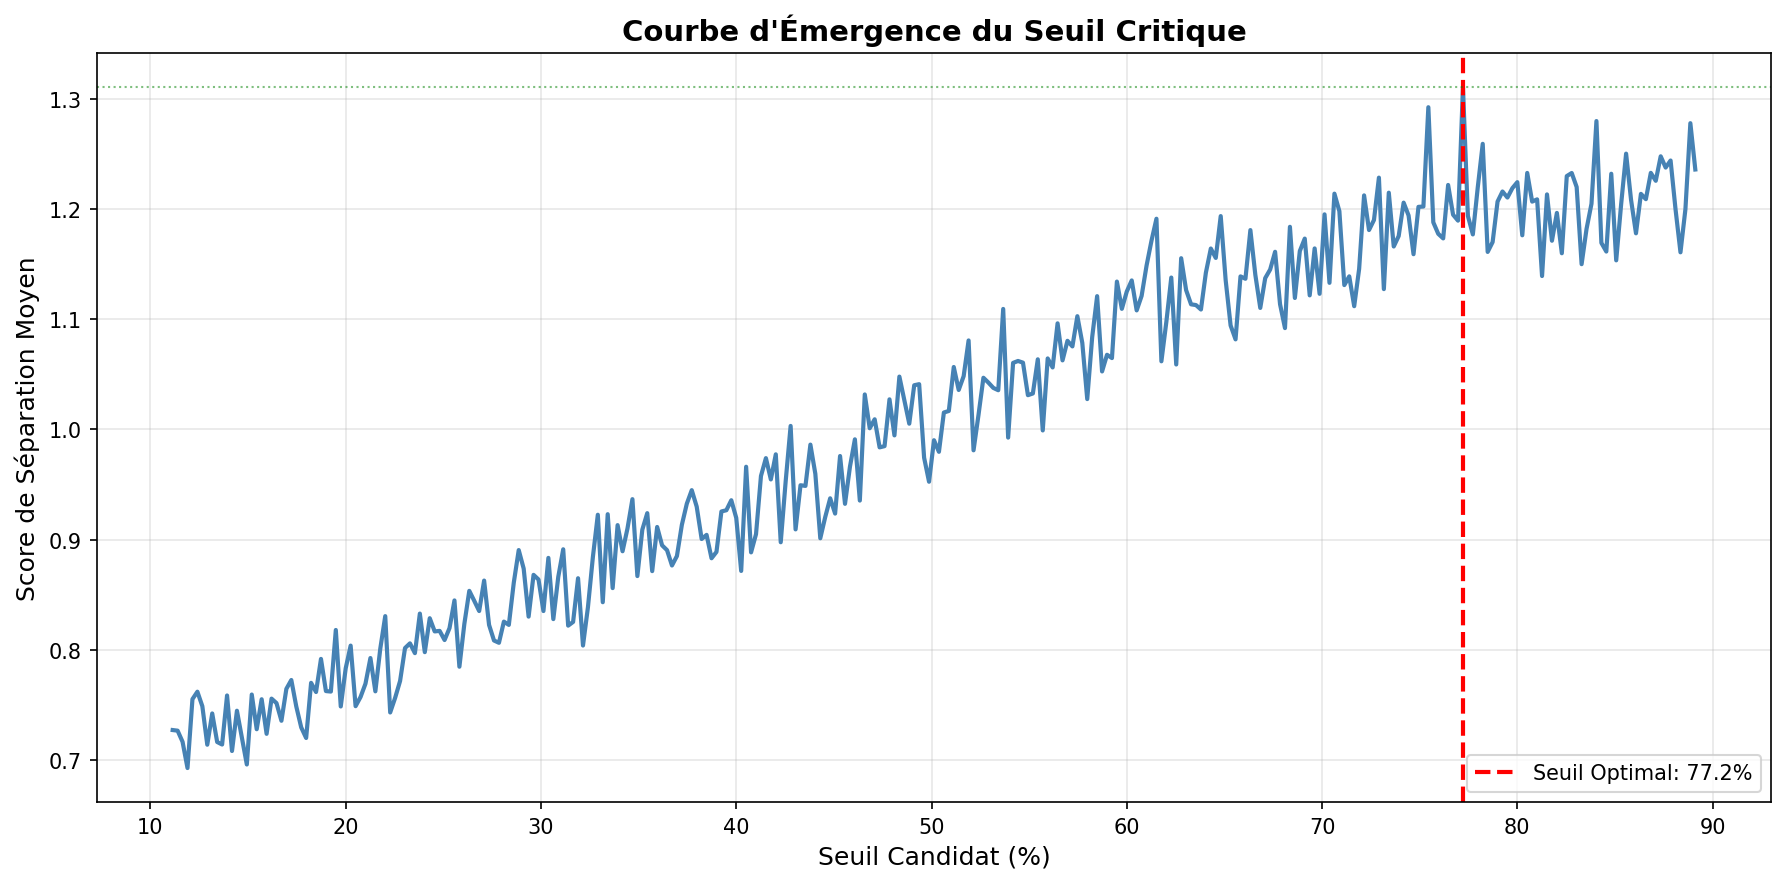 Courbe d'Émergence du Seuil Critique
Score de Séparation Moyen
1.3
1.2
1.1
1.0
0.9
0.8
0.7
Seuil Optimal: 77.2%
10 20 30 40 50 60 70 80 90
Seuil Candidat (%)